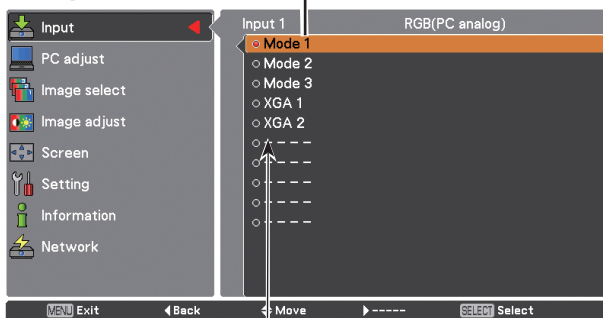 Input
PC adjust
Image select
Image adjust
Screen
Setting
Information
Network
Input 1 RGB(PC analog)
Mode 1
Mode 2
Mode 3
XGA 1
XGA 2
-----
-----
-----
-----
-----
MENU Exit Back Move ----- SELECT Select